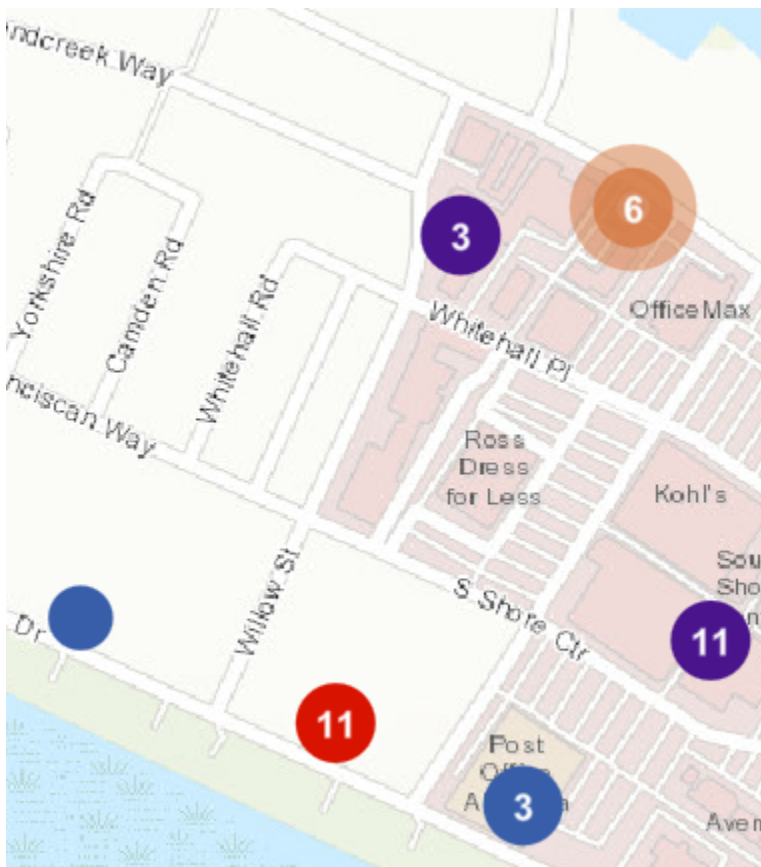 ndcreek Way
6
3
Yorkshire Rd
Camden Rd
Whitehall Rd
OfficeMax
Whitehall Pl
nciscan Way
Ross
Dress
for Less
Kohl's
Sou
Sho
Willow St
S Shore Ctr
Dr
11
11
Post
3
Aven